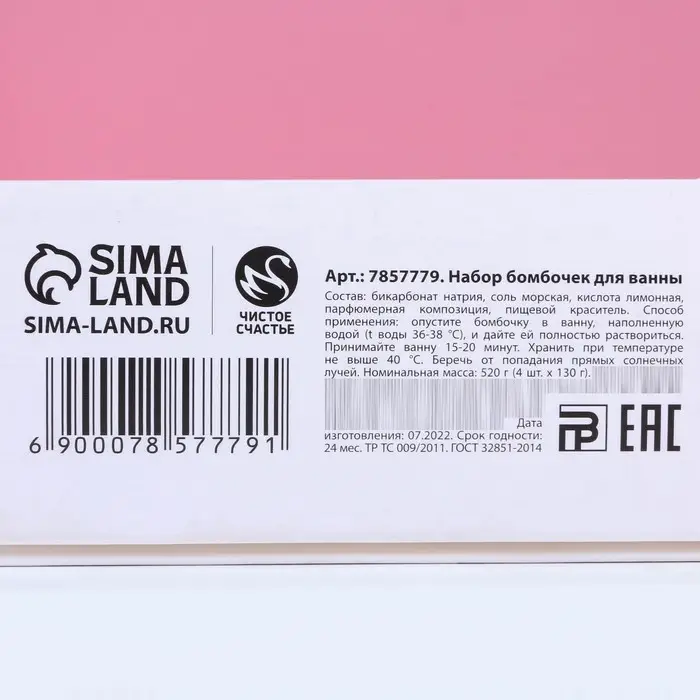 SIMA
LAND
SIMA-LAND.RU
ЧИСТОЕ
СЧАСТЬЕ
6 900078 577791
Арт.: 7857779. Набор бомбочек для ванны
Состав: бикарбонат натрия, соль морская, кислота лимонная,
парфюмерная композиция, пищевой краситель. Способ
применения: опустите бомбочку в ванну, наполненную
водой (t воды 36-38 °С), и дайте ей полностью раствориться.
Принимайте ванну 15-20 минут. Хранить при температуре
не выше 40 °С. Беречь от попадания прямых солнечных
лучей. Номинальная масса: 520 г (4 шт. х 130 г).
Дата
изготовления: 07.2022. Срок годности:
24 мес. ТР ТС 009/2011. ГОСТ 32851-2014
РВ
ЕАС